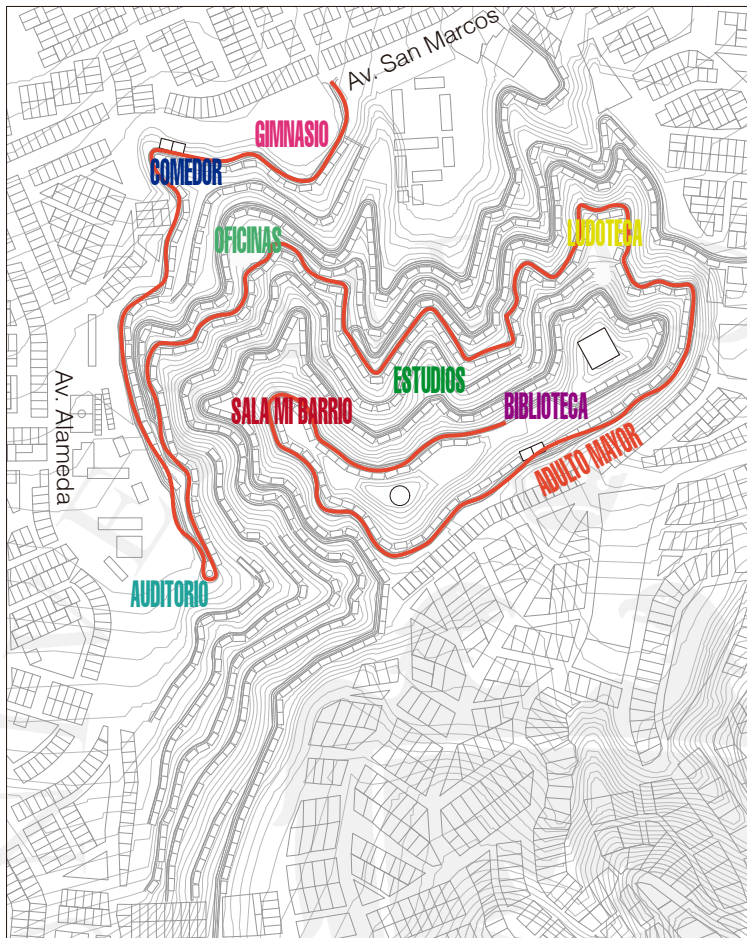 Av. San Marcos
GIMNASIO
COMEDOR
OFICINAS
LUDOTECA
Av. Alameda
ESTUDIOS
SALA MI BARRIO
BIBLIOTECA
ADULTO MAYOR
AUDITORIO